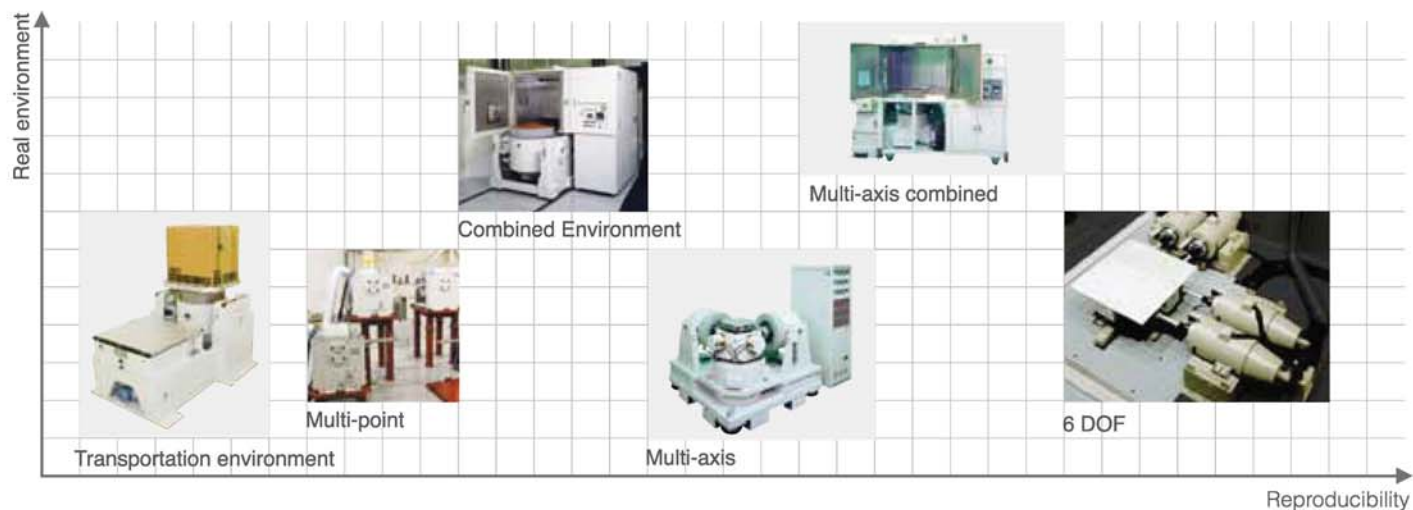 Real environment
Multi-axis combined
Combined Environment
Multi-point
6 DOF
Transportation environment
Multi-axis
Reproducibility